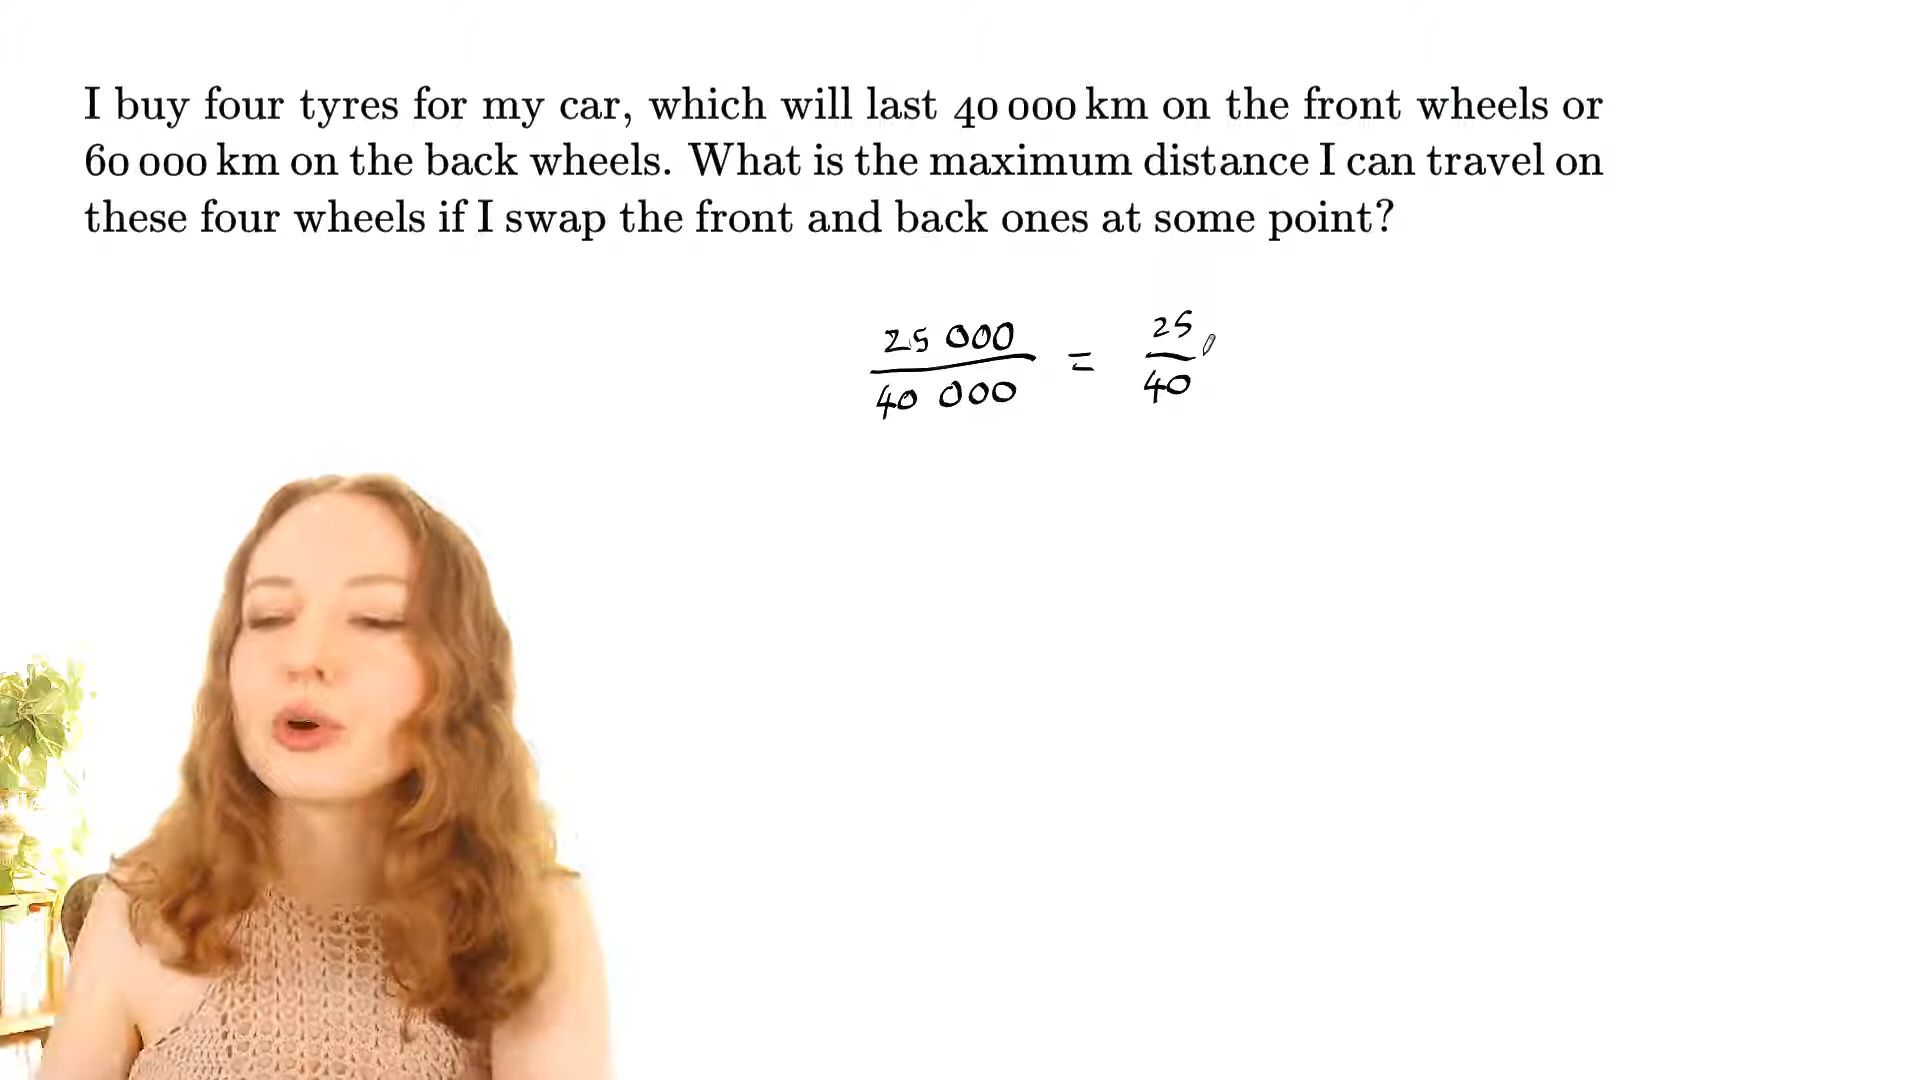 I buy four tyres for my car, which will last 40 000 km on the front wheels or
60 000 km on the back wheels. What is the maximum distance I can travel on
these four wheels if I swap the front and back ones at some point?
25 000 = 25
40 000 40